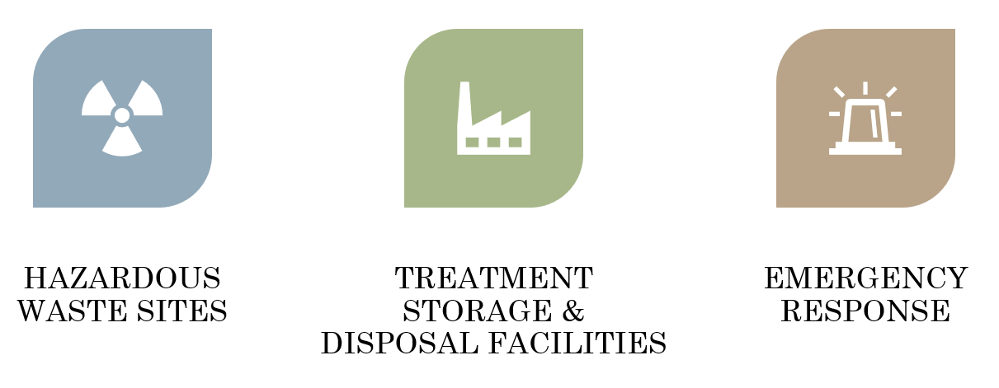 HAZARDOUS
WASTE SITES
TREATMENT
STORAGE &
DISPOSAL FACILITIES
EMERGENCY
RESPONSE